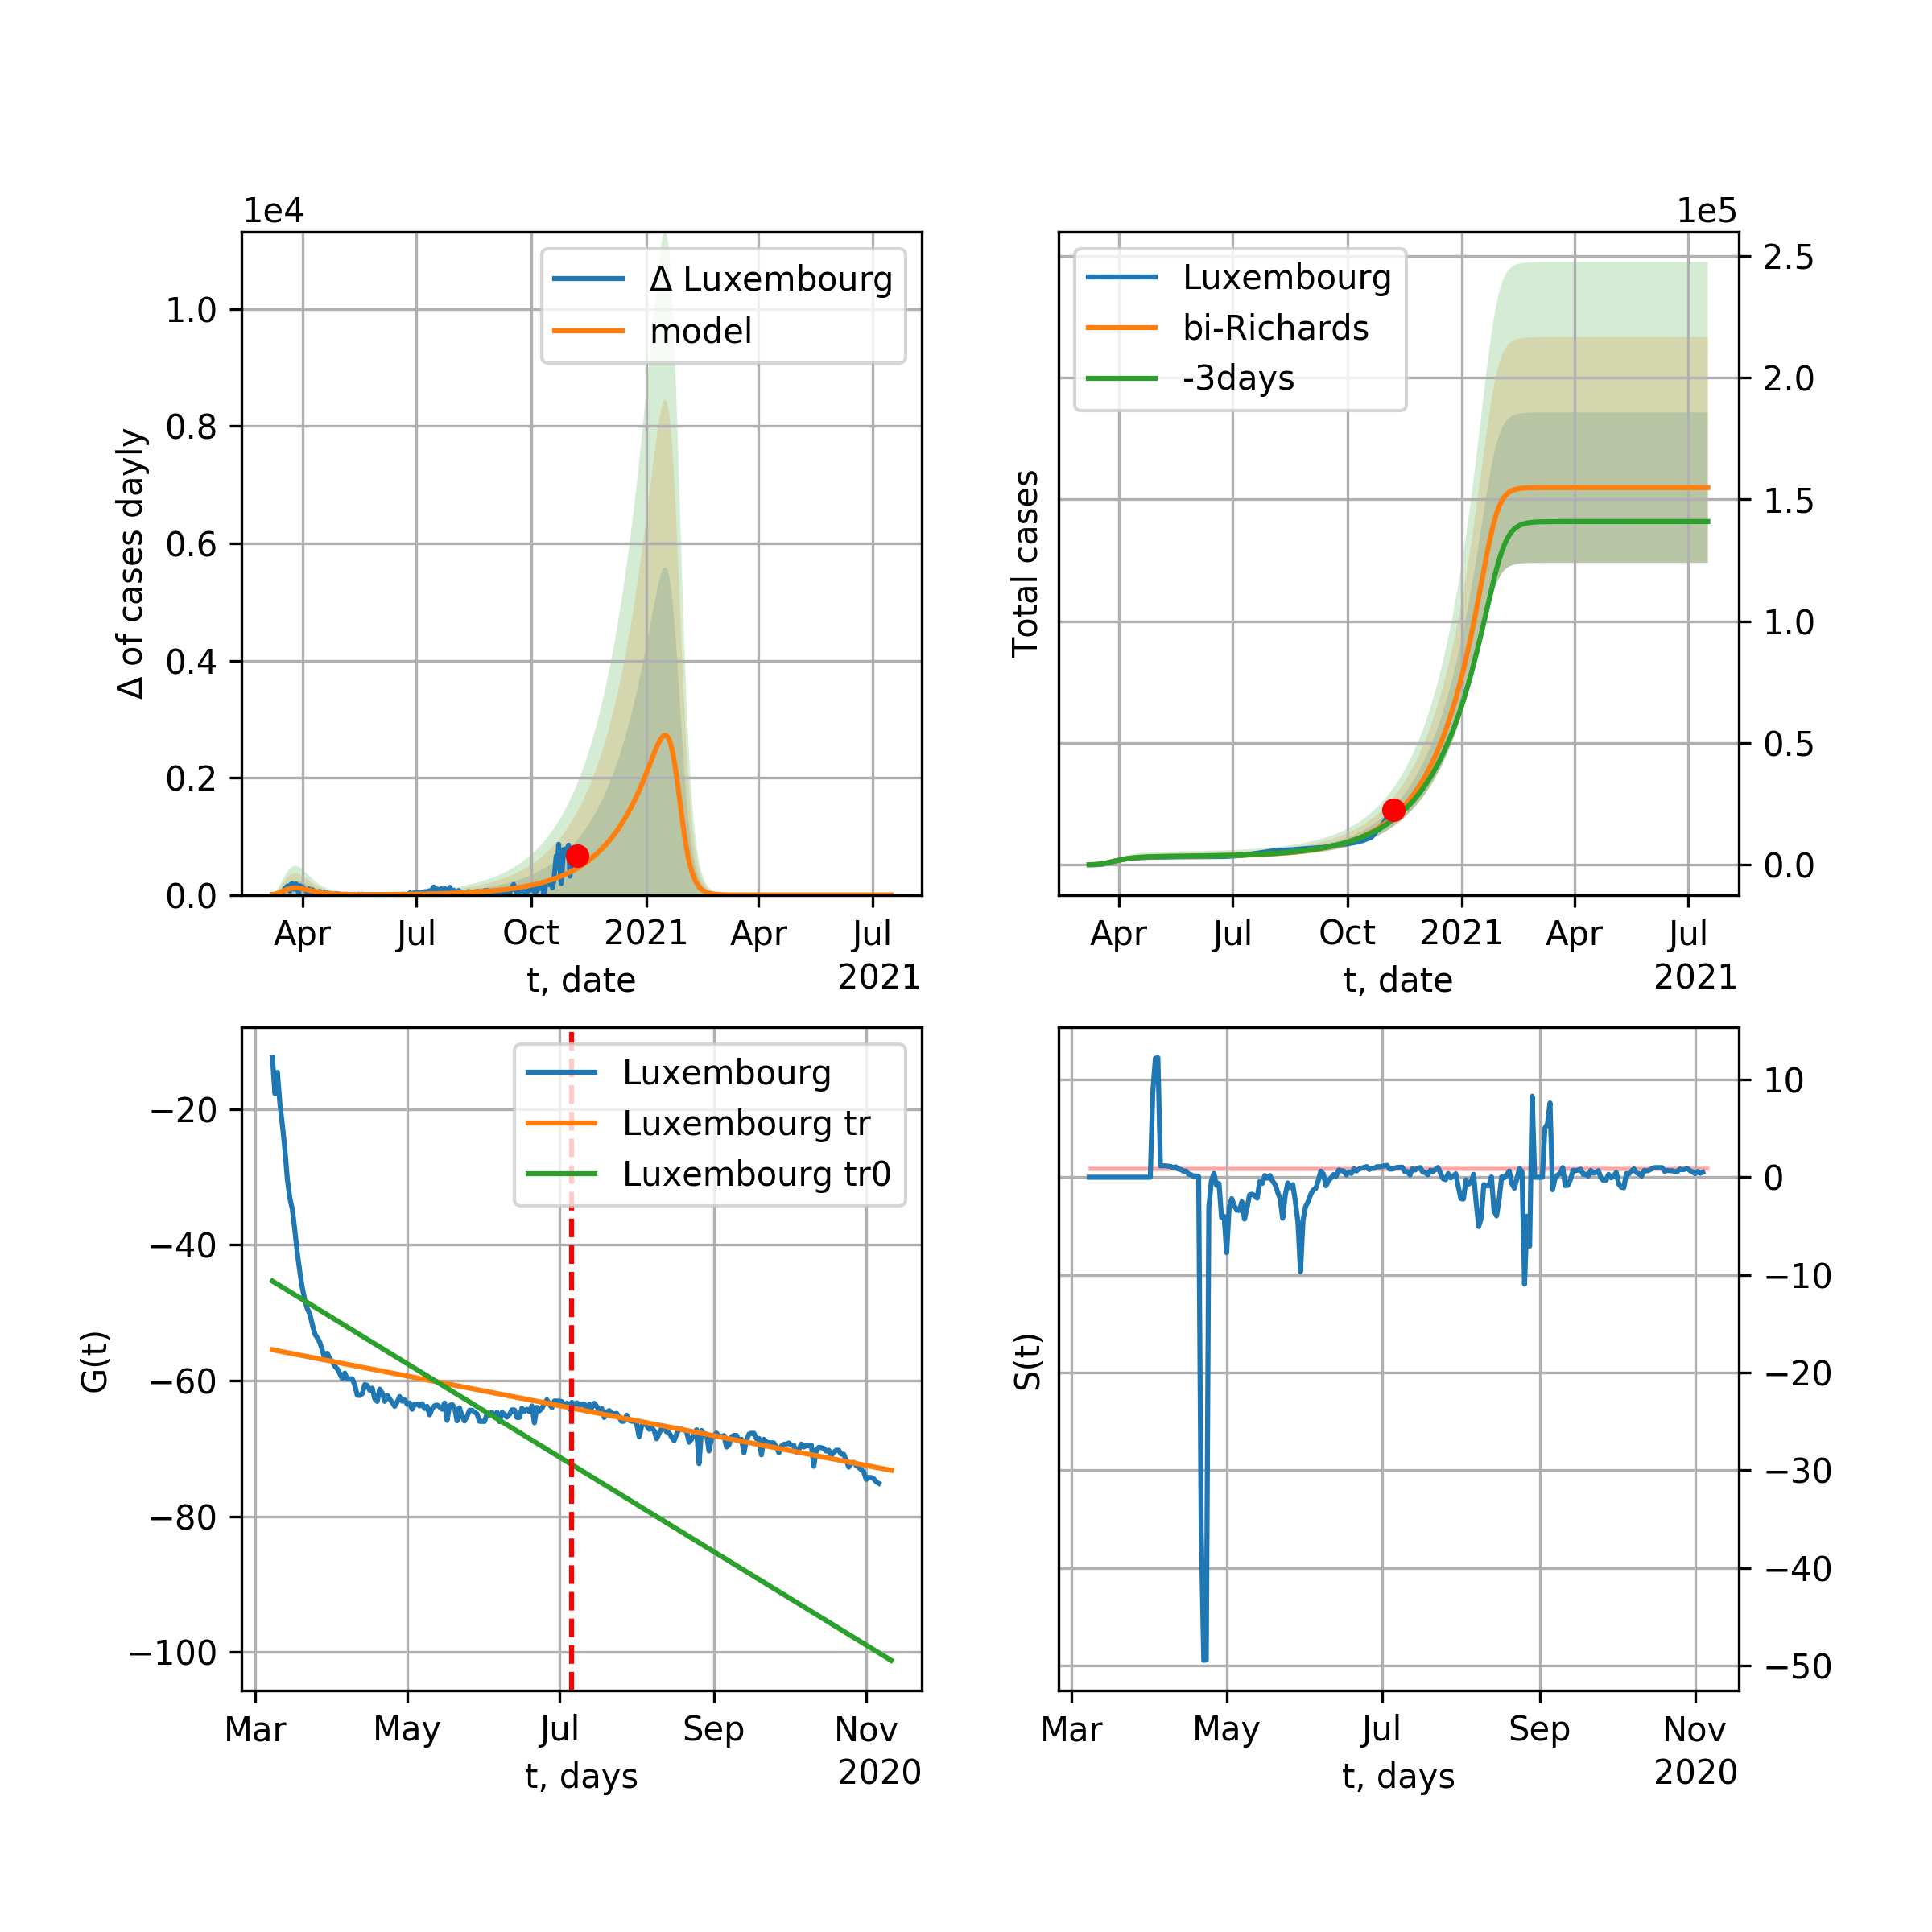 1e4
Δ of cases dayly
1.0
0.8
0.6
0.4
0.2
0.0
Δ Luxembourg
model
Apr Jul Oct 2021 Apr Jul
2021
t, date
1e5
Total cases
Luxembourg
bi-Richards
-3days
2.5
2.0
1.5
1.0
0.5
0.0
Apr Jul Oct 2021 Apr Jul
2021
t, date
G(t)
−20
−40
−60
−80
−100
Luxembourg
Luxembourg tr
Luxembourg tr0
Mar May Jul Sep Nov
2020
t, days
S(t)
10
0
−10
−20
−30
−40
−50
Mar May Jul Sep Nov
2020
t, days